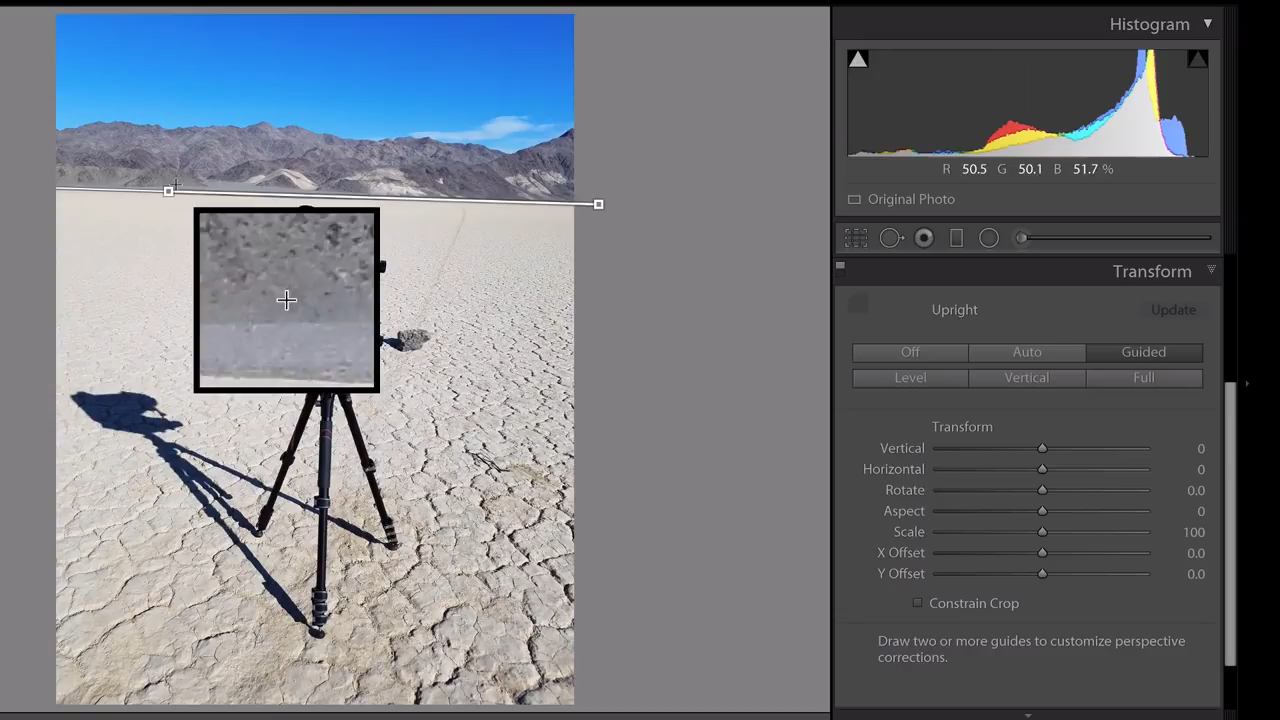 Histogram
R 50.5 G 50.1 B 51.7 %
Original Photo
Transform
Upright Update
Off Auto Guided
Level Vertical Full
Transform
Vertical 0
Horizontal 0
Rotate 0.0
Aspect 0
Scale 100
X Offset 0.0
Y Offset 0.0
Constrain Crop
Draw two or more guides to customize perspective
corrections.